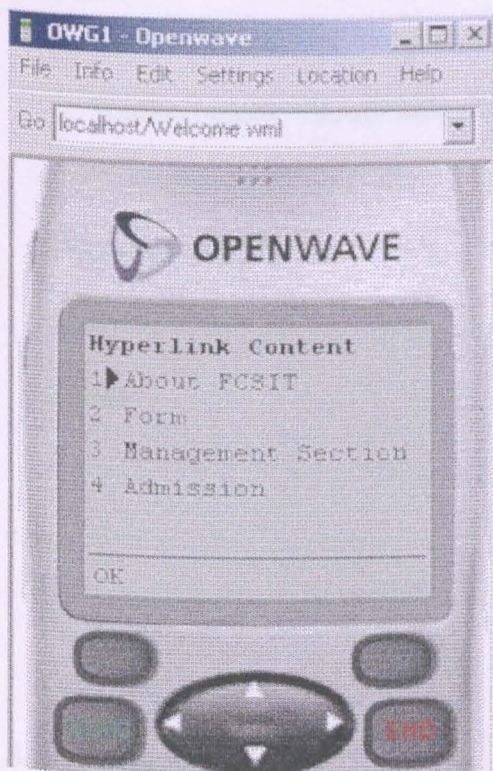 OWG1 - Openwave
File Info Edit Settings Location Help
Go localhost/Welcome.wml
OPENWAVE
Hyperlink Content
1 About FCSIT
2 Form
3 Management Section
4 Admission
OK
END